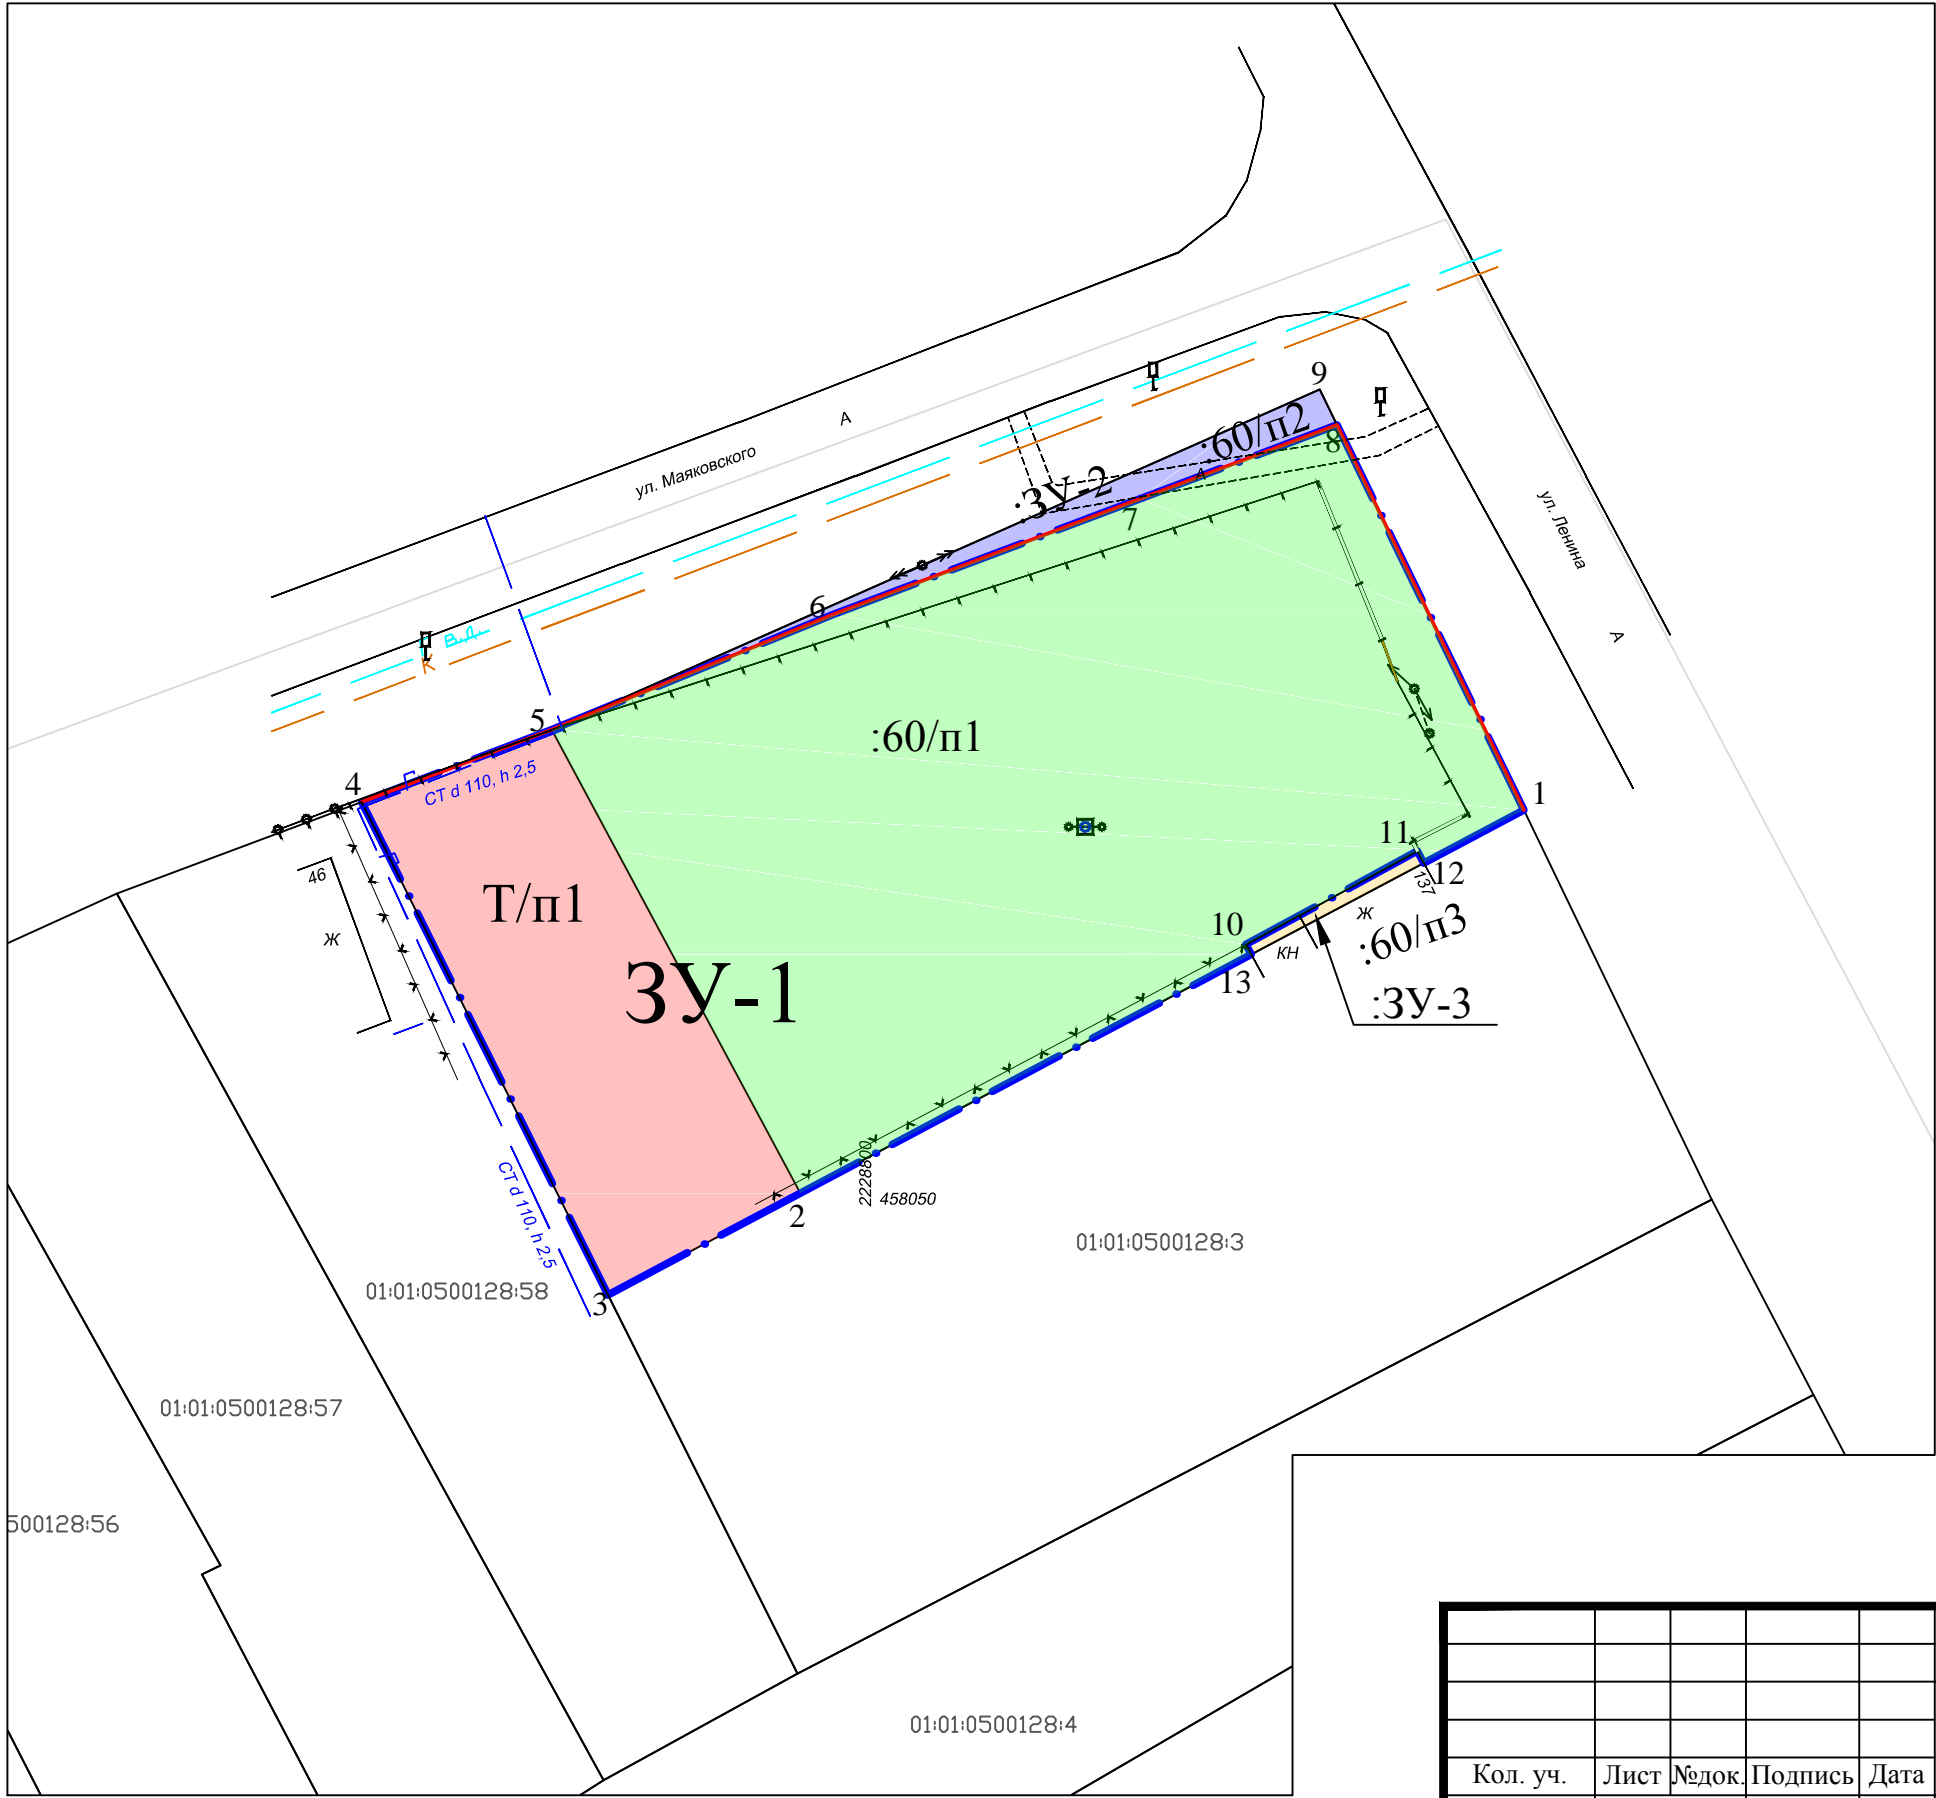 ул. Маяковского
А
ул. Ленина
А
9
:60/п2
8
А
:ЗУ-2
7
6
5
В.Д.
К
4
СТ d 110, h 2,5
:60/п1
1
11
12
137
Ж
46
Ж
Т/п1
ЗУ-1
10
КН
13
:60/п3
:ЗУ-3
2
2228800
458050
3
СТ d 110, h 2,5
01:01:0500128:3
01:01:0500128:58
01:01:0500128:57
500128:56
01:01:0500128:4
Кол. уч. Лист №док. Подпись Дата